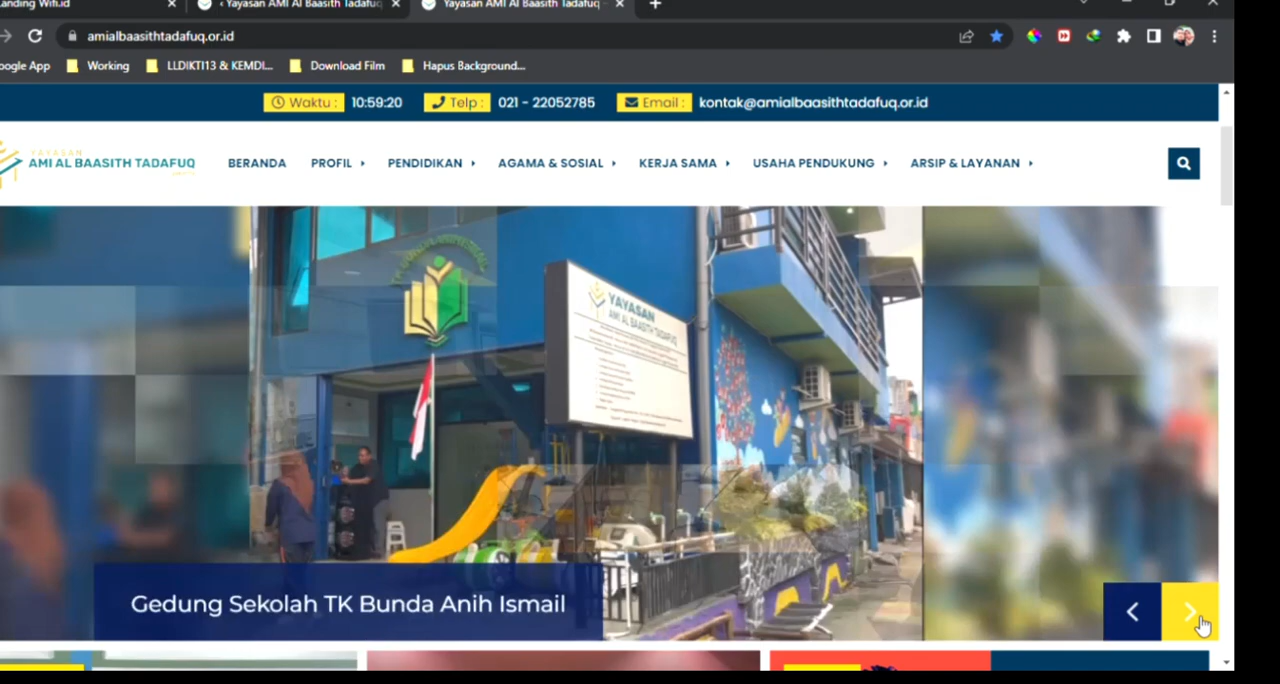 anding Wifi.id
‹ Yayasan AMI Al Baasith Tadafuq
Yayasan AMI Al Baasith Tadafuq -
amialbaasithtadafuq.or.id
oogle App
Working
LLDIKTI13 & KEMDI...
Download Film
Hapus Background...
Waktu :
10:59:20
Telp :
021 - 22052785
Email :
kontak@amialbaasithtadafuq.or.id
YAYASAN
AMI AL BAASITH TADAFUQ
BERANDA
PROFIL
PENDIDIKAN
AGAMA & SOSIAL
KERJA SAMA
USAHA PENDUKUNG
ARSIP & LAYANAN
YAYASAN
AMI AL BAASITH TADAFUQ
Gedung Sekolah TK Bunda Anih Ismail